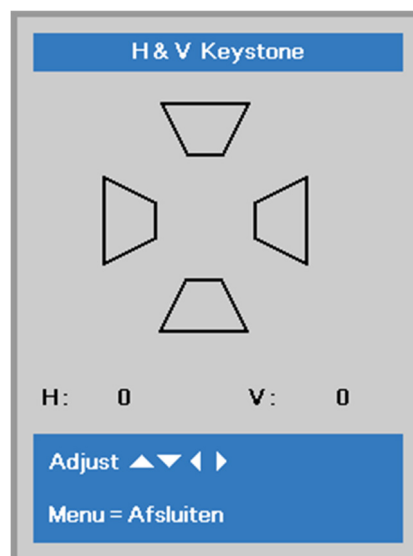 H & V Keystone
H: 0 V: 0
Adjust ▲▼◀▶
Menu = Afsluiten